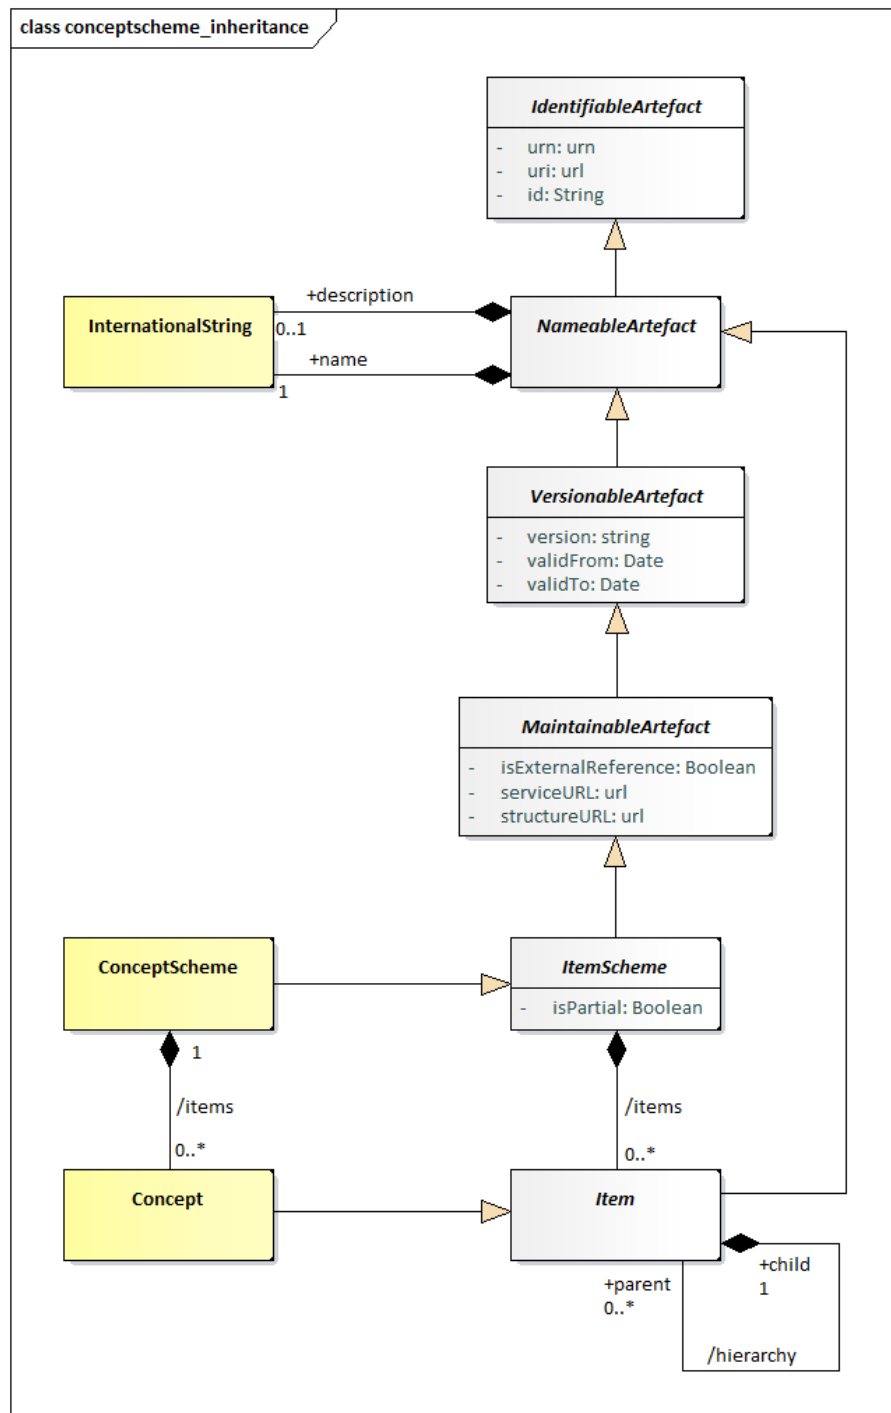 class conceptscheme_inheritance
IdentifiableArtefact
- urn: urn
- uri: url
- id: String
+description
0..1
InternationalString
NameableArtefact
+name
1
VersionableArtefact
- version: string
- validFrom: Date
- validTo: Date
MaintainableArtefact
- isExternalReference: Boolean
- serviceURL: url
- structureURL: url
ConceptScheme
ItemScheme
- isPartial: Boolean
1
/items
/items
0..*
0..*
Concept
Item
+child
1
+parent
0..*
/hierarchy